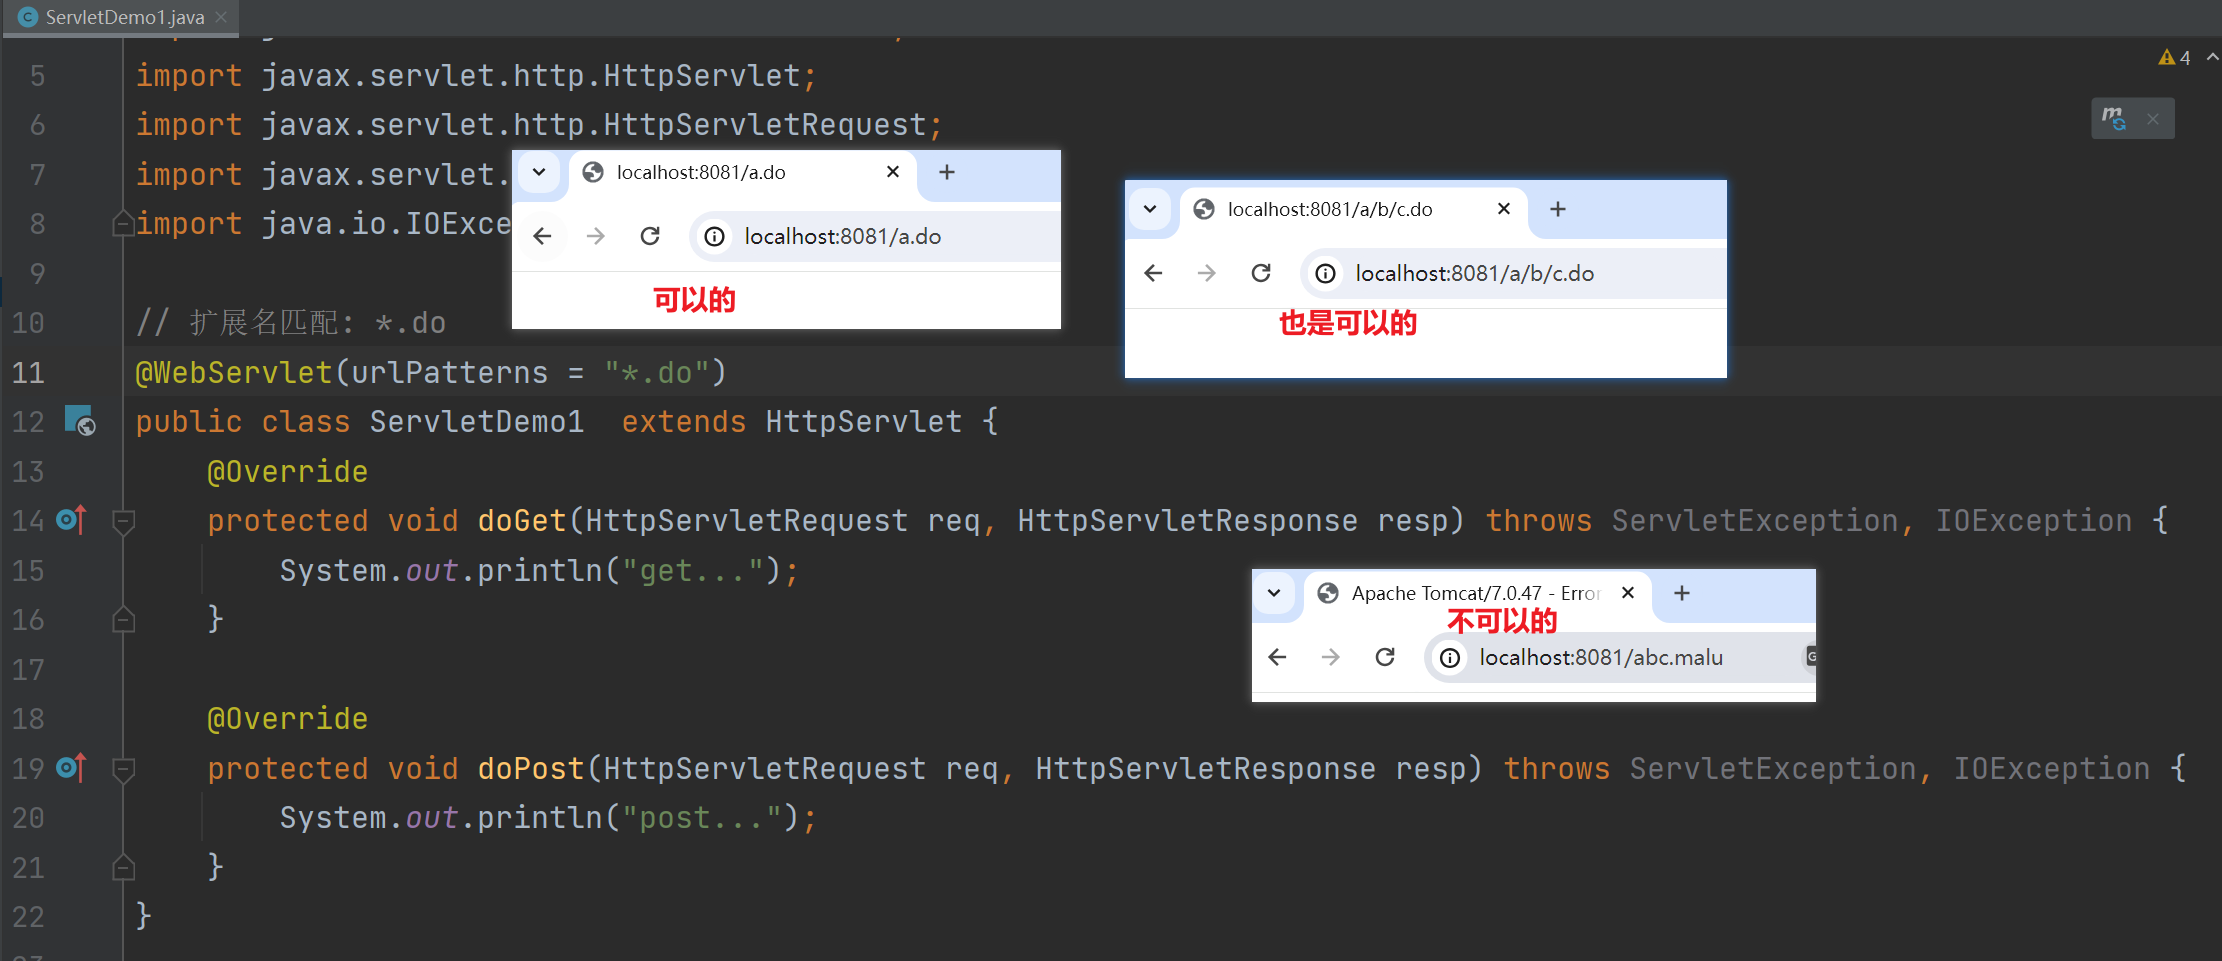 ServletDemo1.java
4
5 import javax.servlet.http.HttpServlet;
6 import javax.servlet.http.HttpServletRequest;
7 import javax.servlet.
8 import java.io.IOExce
9
localhost:8081/a.do
localhost:8081/a.do
可以的
localhost:8081/a/b/c.do
localhost:8081/a/b/c.do
也是可以的
10 // 扩展名匹配: *.do
11 @WebServlet(urlPatterns = "*.do")
12 public class ServletDemo1  extends HttpServlet {
13 @Override
14 protected void doGet(HttpServletRequest req, HttpServletResponse resp) throws ServletException, IOException {
15 System.out.println("get...");
16 }
Apache Tomcat/7.0.47 - Error
不可以的
localhost:8081/abc.malu
17
18 @Override
19 protected void doPost(HttpServletRequest req, HttpServletResponse resp) throws ServletException, IOException {
20 System.out.println("post...");
21 }
22 }